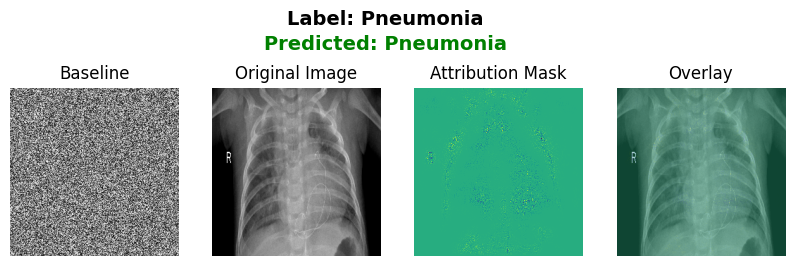 Label: Pneumonia
Predicted: Pneumonia
Baseline
Original Image
Attribution Mask
Overlay
R
R